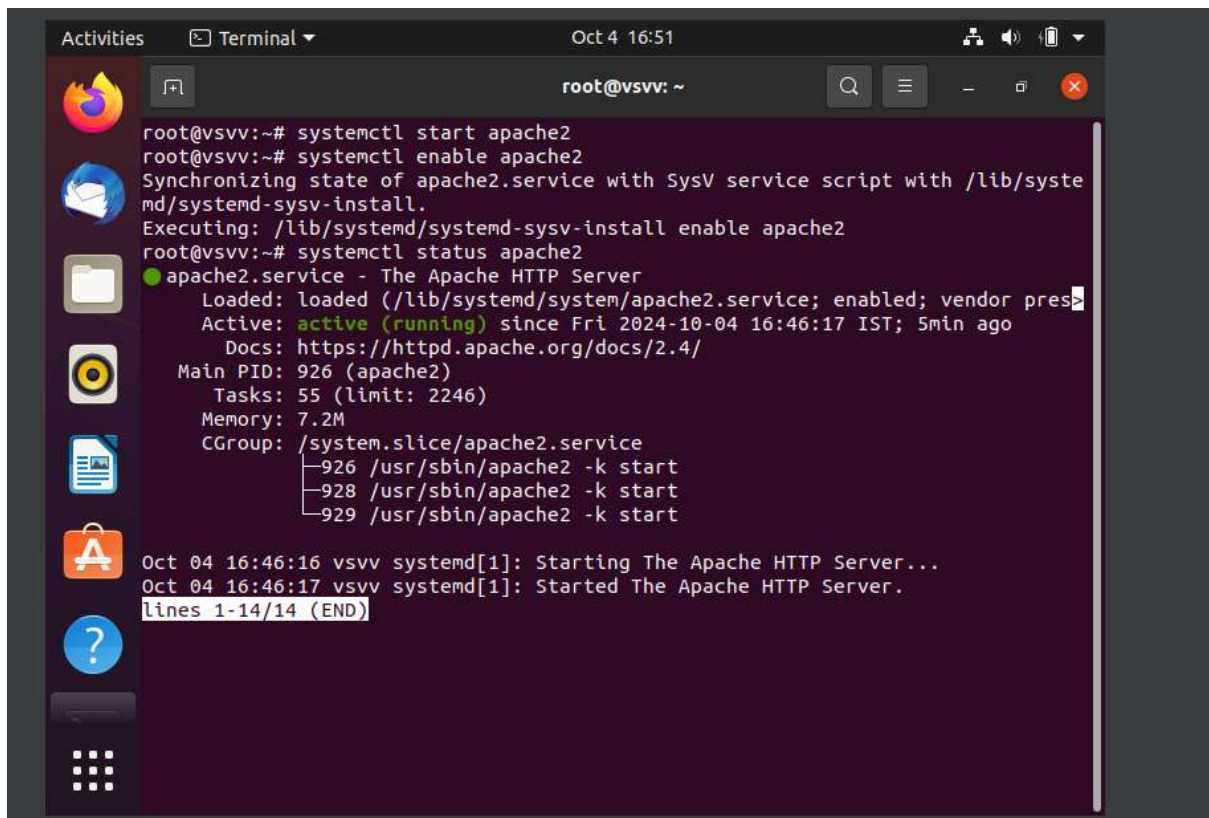 Activities Terminal Oct 4 16:51
root@vsvv: ~
root@vsvv:~# systemctl start apache2
root@vsvv:~# systemctl enable apache2
Synchronizing state of apache2.service with SysV service script with /lib/syste
md/systemd-sysv-install.
Executing: /lib/systemd/systemd-sysv-install enable apache2
root@vsvv:~# systemctl status apache2
apache2.service - The Apache HTTP Server
Loaded: loaded (/lib/systemd/system/apache2.service; enabled; vendor pres>
Active: active (running) since Fri 2024-10-04 16:46:17 IST; 5min ago
Docs: https://httpd.apache.org/docs/2.4/
Main PID: 926 (apache2)
Tasks: 55 (limit: 2246)
Memory: 7.2M
CGroup: /system.slice/apache2.service
├─926 /usr/sbin/apache2 -k start
├─928 /usr/sbin/apache2 -k start
└─929 /usr/sbin/apache2 -k start
Oct 04 16:46:16 vsvv systemd[1]: Starting The Apache HTTP Server...
Oct 04 16:46:17 vsvv systemd[1]: Started The Apache HTTP Server.
lines 1-14/14 (END)